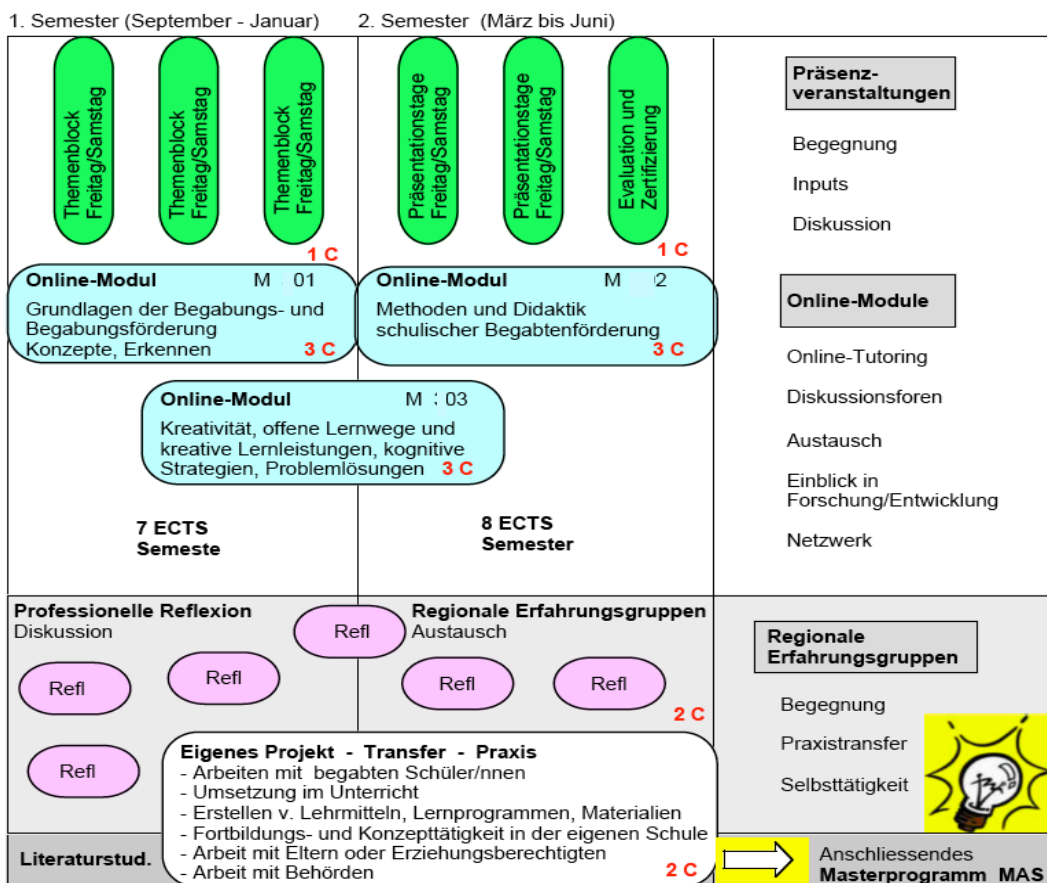 1. Semester (September - Januar)
2. Semester (März bis Juni)
Themenblock
Freitag/Samstag
Themenblock
Freitag/Samstag
Themenblock
Freitag/Samstag
1 C
Präsentationstage
Freitag/Samstag
Präsentationstage
Freitag/Samstag
Evaluation und
Zertifizierung
1 C
Online-Modul M 01
Grundlagen der Begabungs- und
Begabungsförderung
Konzepte, Erkennen 3 C
Online-Modul M 2
Methoden und Didaktik
schulischer Begabtenförderung
3 C
Online-Modul M : 03
Kreativität, offene Lernwege und
kreative Lernleistungen, kognitive
Strategien, Problemlösungen 3 C
7 ECTS
Semeste
8 ECTS
Semester
Präsenz-
veranstaltungen
Begegnung
Inputs
Diskussion
Online-Module
Online-Tutoring
Diskussionsforen
Austausch
Einblick in
Forschung/Entwicklung
Netzwerk
Professionelle Reflexion
Diskussion
Regionale Erfahrungsgruppen
Austausch
Refl
Refl
Refl
Refl
Refl
Refl
2 C
Eigenes Projekt - Transfer - Praxis
- Arbeiten mit begabten Schüler/nnen
- Umsetzung im Unterricht
- Erstellen v. Lehrmitteln, Lernprogrammen, Materialien
- Fortbildungs- und Konzepttätigkeit in der eigenen Schule
- Arbeit mit Eltern oder Erziehungsberechtigten
- Arbeit mit Behörden 2 C
Regionale
Erfahrungsgruppen
Begegnung
Praxistransfer
Selbsttätigkeit
Literaturstud.
Anschliessendes
Masterprogramm MAS